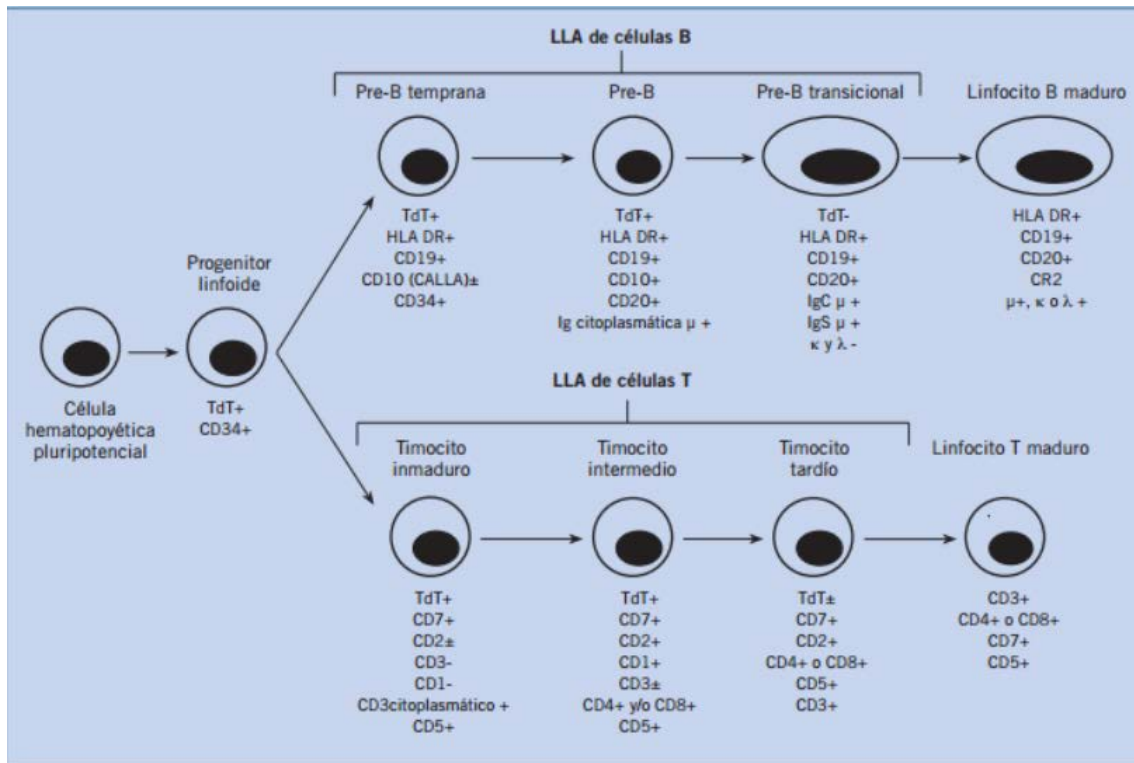 LLA de células B
Pre-B temprana
Pre-B
Pre-B transicional
Linfocito B maduro
TdT+
HLA DR+
CD19+
CD10 (CALLA)±
CD34+
TdT+
HLA DR+
CD19+
CD10+
CD20+
Ig citoplasmática μ +
TdT-
HLA DR+
CD19+
CD20+
IgC μ +
IgS μ +
κ y λ -
HLA DR+
CD19+
CD20+
CR2
μ+, κ o λ +
Progenitor
linfoide
TdT+
CD34+
Célula
hematopoyética
pluripotencial
LLA de células T
Timocito
inmaduro
Timocito
intermedio
Timocito
tardío
Linfocito T maduro
TdT+
CD7+
CD2±
CD3-
CD1-
CD3citoplasmático +
CD5+
TdT+
CD7+
CD2+
CD1+
CD3±
CD4+ y/o CD8+
CD5+
TdT±
CD7+
CD2+
CD4+ o CD8+
CD5+
CD3+
CD3+
CD4+ o CD8+
CD7+
CD5+